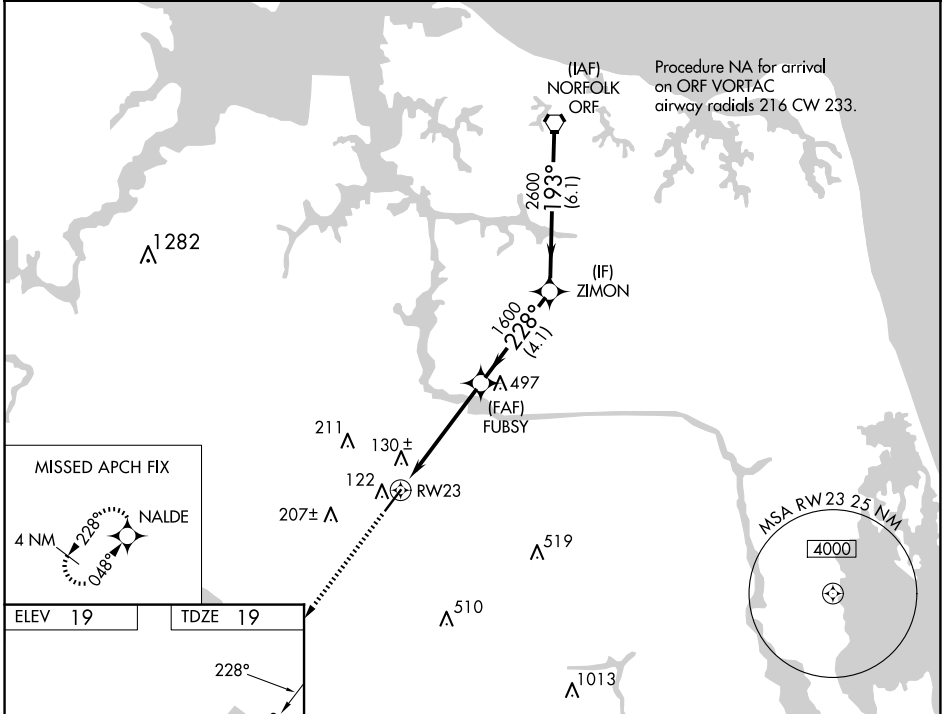 (IAF)
NORFOLK
ORF
Procedure NA for arrival
on ORF VORTAC
airway radials 216 CW 233.
2600
193°
(6.1)
1282
(IF)
ZIMON
1600
228°
(4.1)
497
(FAF)
FUBSY
211
130 ±
122
RW23
207±
MISSED APCH FIX
NALDE
4 NM
228°
048°
519
510
1013
MSA RW23 25 NM
4000
ELEV 19
TDZE 19
228°